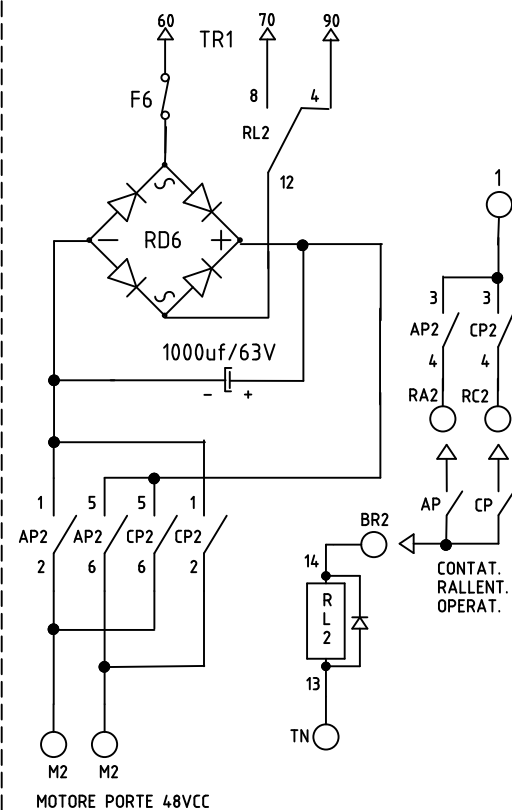 60
TR1
70
90
F6
8
4
RL2
12
1
RD6
3
3
AP2
CP2
4
4
1000uf/63V
- +
RA2
RC2
1
5
5
1
AP2
AP2
CP2
CP2
2
6
6
2
AP
CP
BR2
14
CONTAT.
RALLENT.
OPERAT.
R
L
2
13
TN
M2
M2
MOTORE PORTE 48VCC